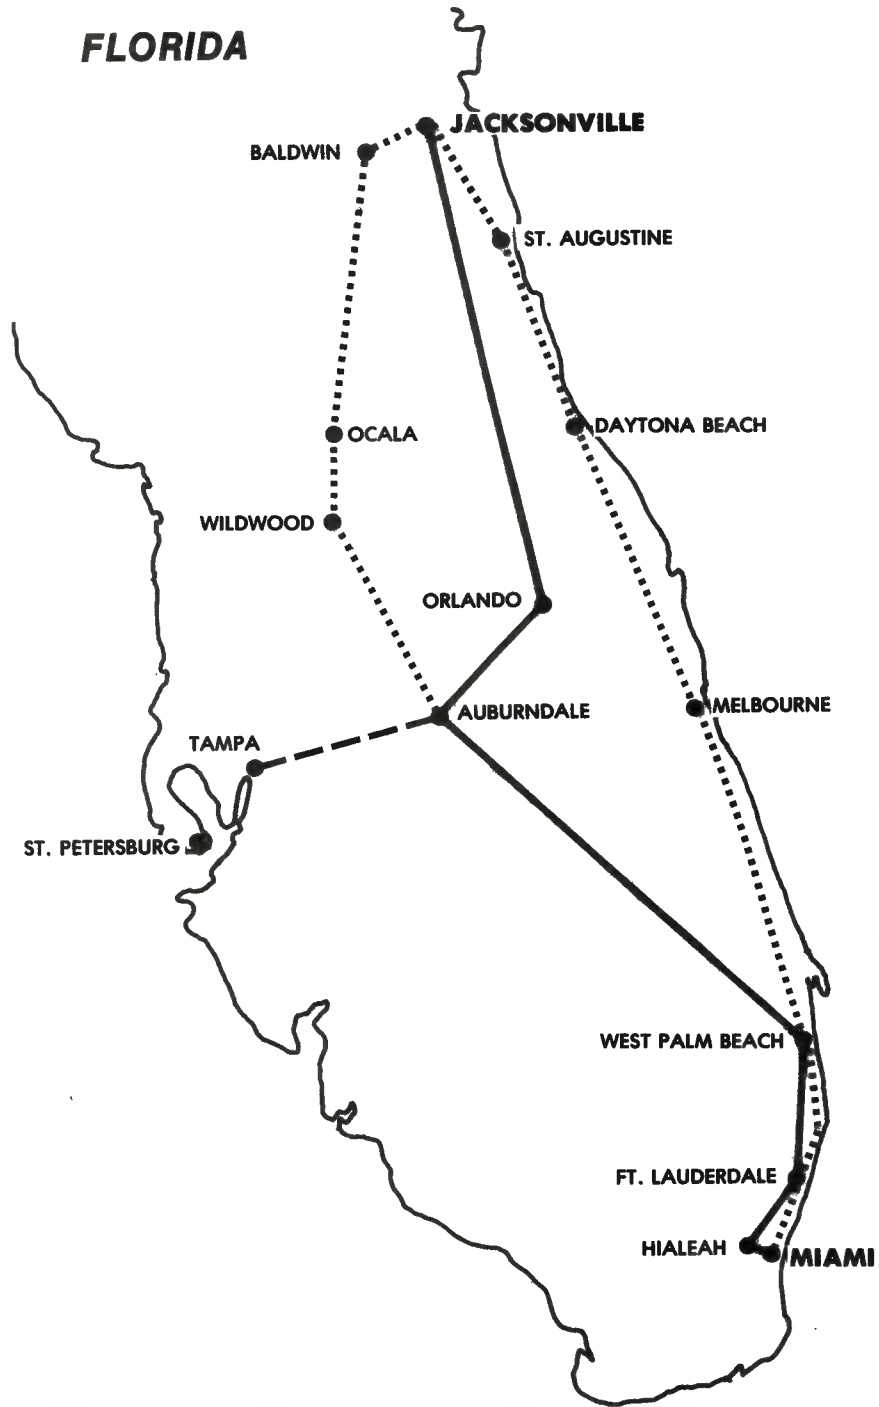 FLORIDA
JACKSONVILLE
BALDWIN
ST. AUGUSTINE
DAYTONA BEACH
OCALA
WILDWOOD
ORLANDO
AUBURNDALE
MELBOURNE
TAMPA
ST. PETERSBURG
WEST PALM BEACH
FT. LAUDERDALE
HIALEAH
MIAMI